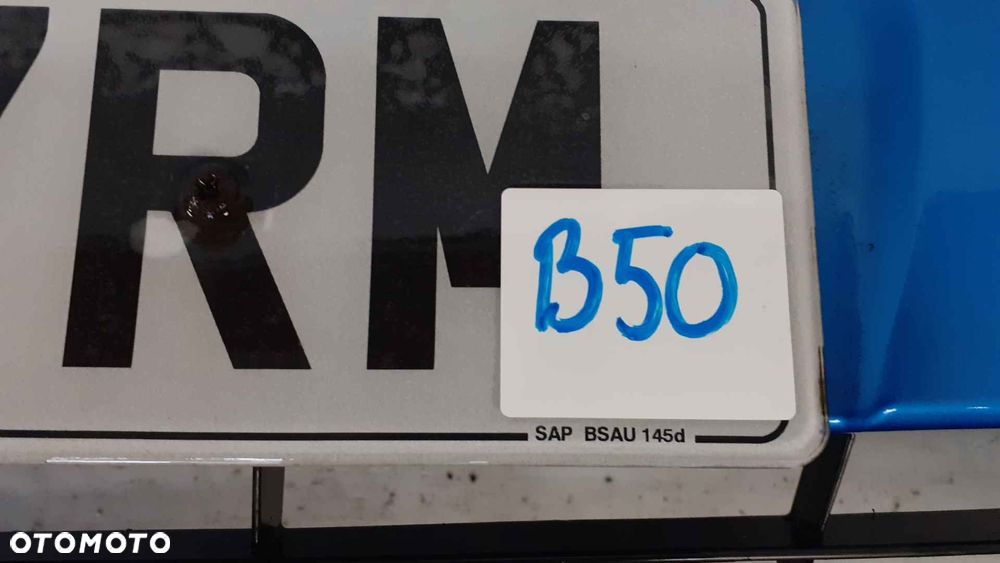 RM
B50
SAP BSAU 145d
OTOMOTO